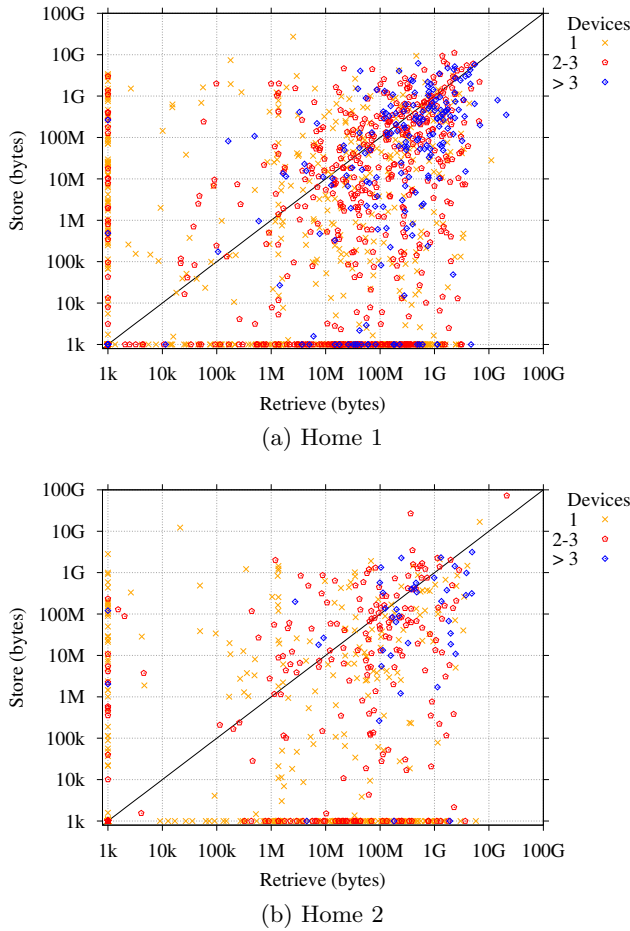 100G
10G
1G
100M
10M
1M
100k
10k
1k
Store (bytes)
1k 10k 100k 1M 10M 100M 1G 10G 100G
Retrieve (bytes)
Devices
1
2-3
> 3
(a) Home 1
100G
10G
1G
100M
10M
1M
100k
10k
1k
Store (bytes)
1k 10k 100k 1M 10M 100M 1G 10G 100G
Retrieve (bytes)
Devices
1
2-3
> 3
(b) Home 2